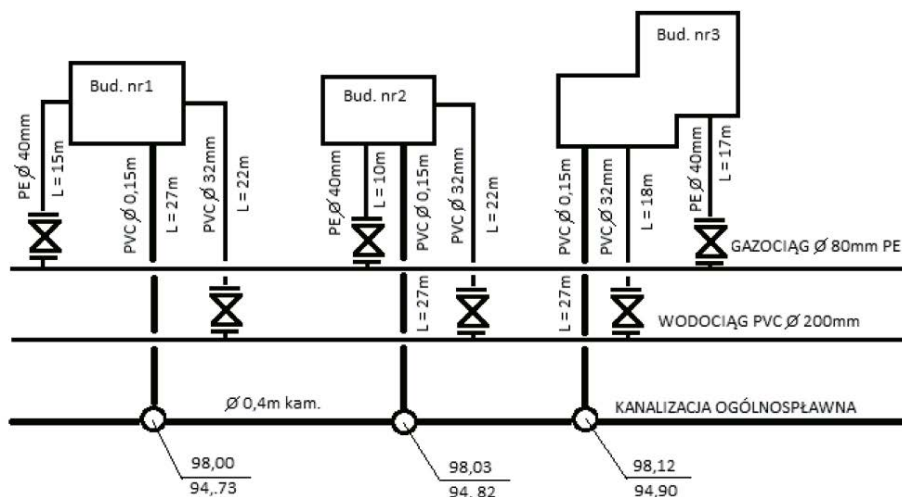 Bud. nr1
Bud. nr2
Bud. nr3
PE Ø 40mm
L = 15m
PVC Ø 0,15m
L = 27m
PVC Ø 32mm
L = 22m
PE Ø 40mm
L = 10m
PVC Ø 0,15m
L = 27m
PVC Ø 32mm
L = 22m
PVC Ø 0,15m
L = 27m
PVC Ø 32mm
L = 18m
PE Ø 40mm
L = 17m
GAZOCIĄG Ø 80mm PE
WODOCIĄG PVC Ø 200mm
Ø 0,4m kam.
KANALIZACJA OGÓLNOSPŁAWNA
98,00
94,.73
98,03
94, 82
98,12
94.90